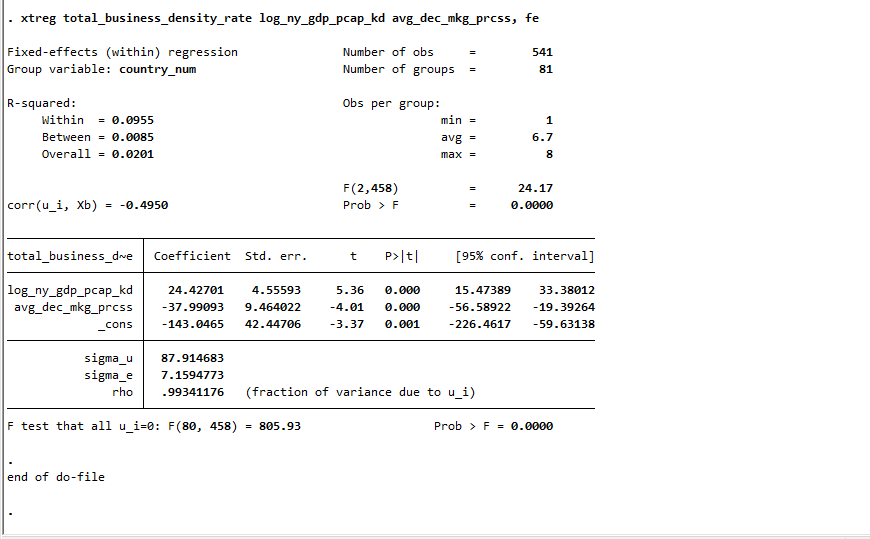 . xtreg total_business_density_rate log_ny_gdp_pcap_kd avg_dec_mkg_prcss, fe
Fixed-effects (within) regression Number of obs = 541
Group variable: country_num Number of groups = 81
R-squared: Obs per group:
Within = 0.0955 min = 1
Between = 0.0085 avg = 6.7
Overall = 0.0201 max = 8
F(2,458) = 24.17
corr(u_i, Xb) = -0.4950 Prob > F = 0.0000
total_business_d~e Coefficient Std. err. t P>|t| [95% conf. interval]
log_ny_gdp_pcap_kd 24.42701 4.55593 5.36 0.000 15.47389 33.38012
avg_dec_mkg_prcss -37.99093 9.464022 -4.01 0.000 -56.58922 -19.39264
_cons -143.0465 42.44706 -3.37 0.001 -226.4617 -59.63138
sigma_u 87.914683
sigma_e 7.1594773
rho .99341176 (fraction of variance due to u_i)
F test that all u_i=0: F(80, 458) = 805.93 Prob > F = 0.0000
.
end of do-file
.